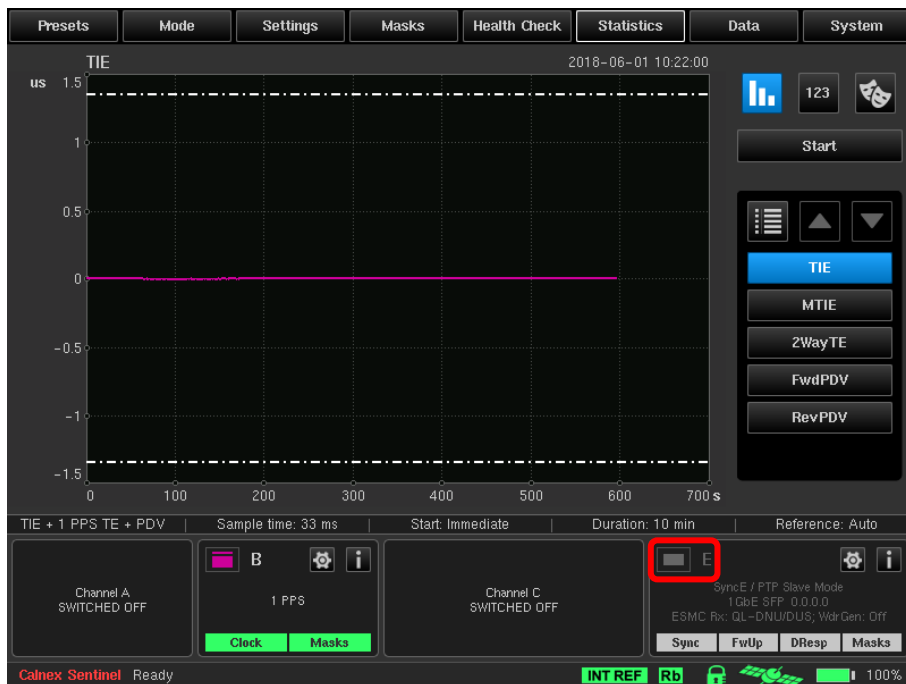 Presets Mode Settings Masks Health Check Statistics Data System
TIE 2018-06-01 10:22:00
us 1.5
1
0.5
0
-0.5
-1
-1.5
0 100 200 300 400 500 600 700 s
123
Start
TIE
MTIE
2WayTE
FwdPDV
RevPDV
TIE + 1 PPS TE + PDV | Sample time: 33 ms | Start: Immediate | Duration: 10 min | Reference: Auto
Channel A
SWITCHED OFF
B i
1 PPS
Clock Masks
Channel C
SWITCHED OFF
E i
SyncE / PTP Slave Mode
1GbE SFP 0.0.0.0
ESMC Rx: QL-DNU/DUS; WdrGen: Off
Sync FwUp DResp Masks
Calnex Sentinel Ready INT REF Rb 100%